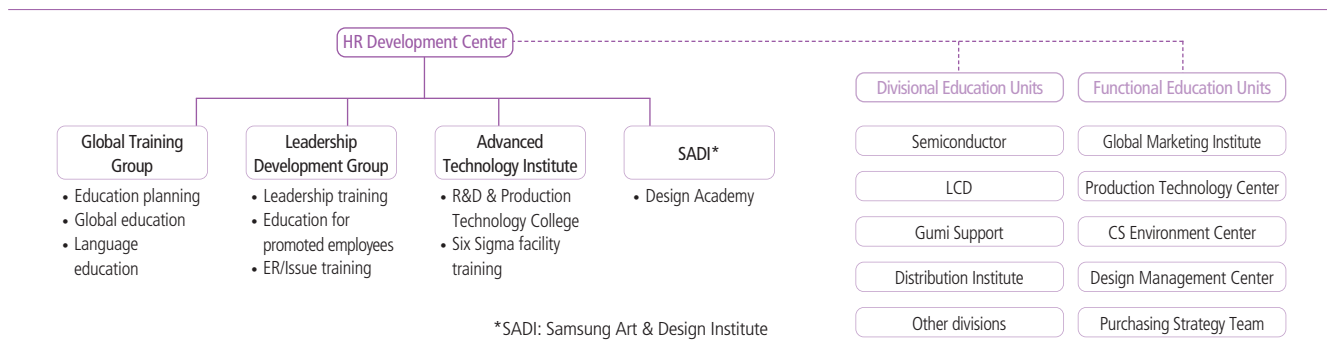 HR Development Center
Global Training
Group
• Education planning
• Global education
• Language
education
Leadership
Development Group
• Leadership training
• Education for
promoted employees
• ER/Issue training
Advanced
Technology Institute
• R&D & Production
Technology College
• Six Sigma facility
training
SADI*
• Design Academy
*SADI: Samsung Art & Design Institute
Divisional Education Units
Semiconductor
LCD
Gumi Support
Distribution Institute
Other divisions
Functional Education Units
Global Marketing Institute
Production Technology Center
CS Environment Center
Design Management Center
Purchasing Strategy Team